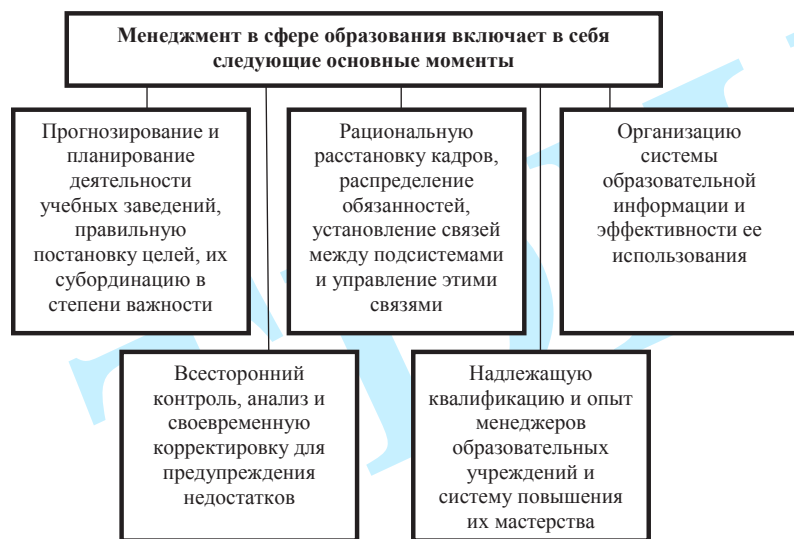 Менеджмент в сфере образования включает в себя
следующие основные моменты
Прогнозирование и
планирование
деятельности
учебных заведений,
правильную
постановку целей, их
субординацию в
степени важности
Рациональную
расстановку кадров,
распределение
обязанностей,
установление связей
между подсистемами
и управление этими
связями
Организацию
системы
образовательной
информации и
эффективности ее
использования
Всесторонний
контроль, анализ и
своевременную
корректировку для
предупреждения
недостатков
Надлежащую
квалификацию и опыт
менеджеров
образовательных
учреждений и
систему повышения
их мастерства